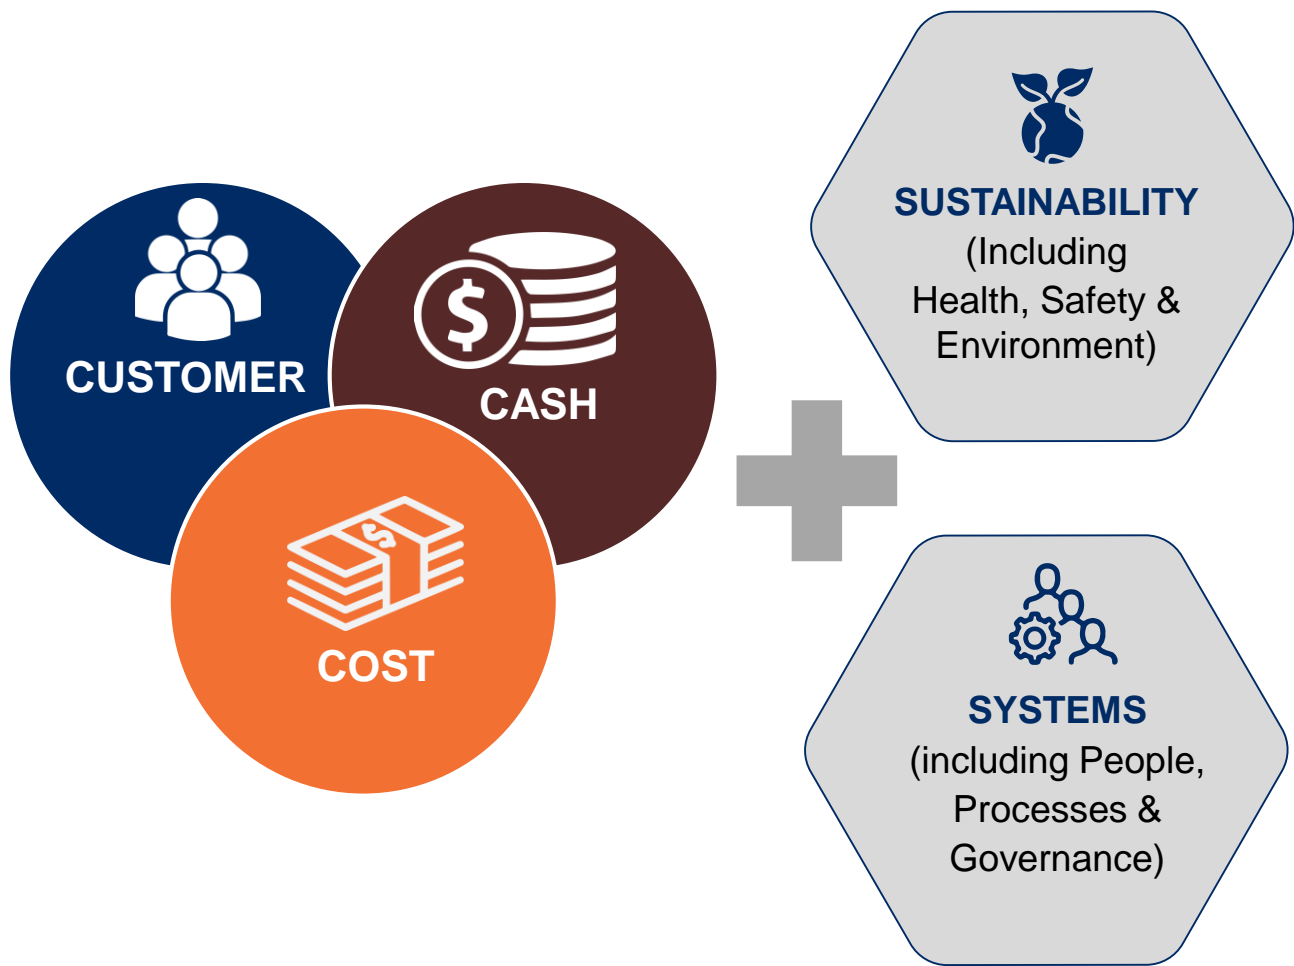 CUSTOMER
CASH
COST
SUSTAINABILITY
(Including
Health, Safety &
Environment)
SYSTEMS
(including People,
Processes &
Governance)